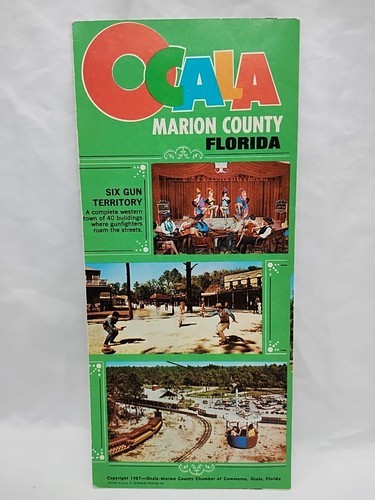 OCALA
MARION COUNTY
FLORIDA
SIX GUN
TERRITORY
A complete western
town of 40 buildings
where gunfighters
roam the streets.
Copyright 1967—Ocala-Marion County Chamber of Commerce, Ocala, Florida